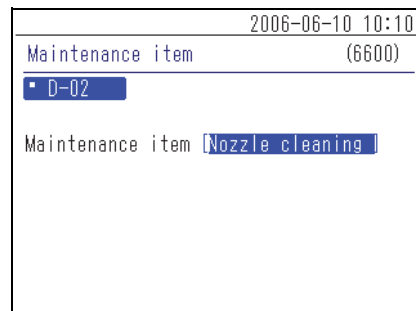 2006-06-10 10:10
Maintenance item (6600)
D-02
Maintenance item [Nozzle cleaning ]